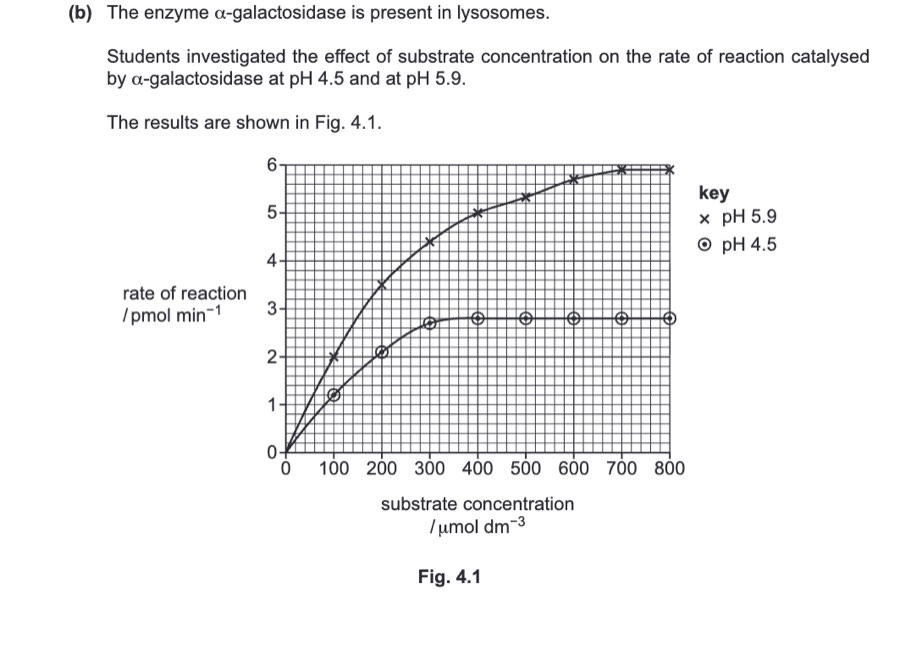 (b) The enzyme α-galactosidase is present in lysosomes.
Students investigated the effect of substrate concentration on the rate of reaction catalysed
by α-galactosidase at pH 4.5 and at pH 5.9.
The results are shown in Fig. 4.1.
6
5
4
3
2
1
0
rate of reaction
/ pmol min⁻¹
key
× pH 5.9
⊙ pH 4.5
0 100 200 300 400 500 600 700 800
substrate concentration
/ μmol dm⁻³
Fig. 4.1